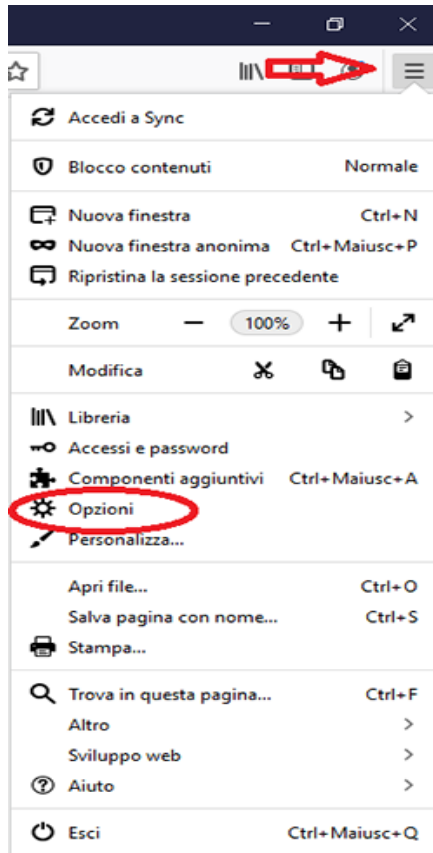 Accedi a Sync
Blocco contenuti Normale
Nuova finestra Ctrl+N
Nuova finestra anonima Ctrl+Maiusc+P
Ripristina la sessione precedente
Zoom 100%
Modifica
Libreria
Accessi e password
Componenti aggiuntivi Ctrl+Maiusc+A
Opzioni
Personalizza...
Apri file... Ctrl+O
Salva pagina con nome... Ctrl+S
Stampa...
Trova in questa pagina... Ctrl+F
Altro
Sviluppo web
Aiuto
Esci Ctrl+Maiusc+Q